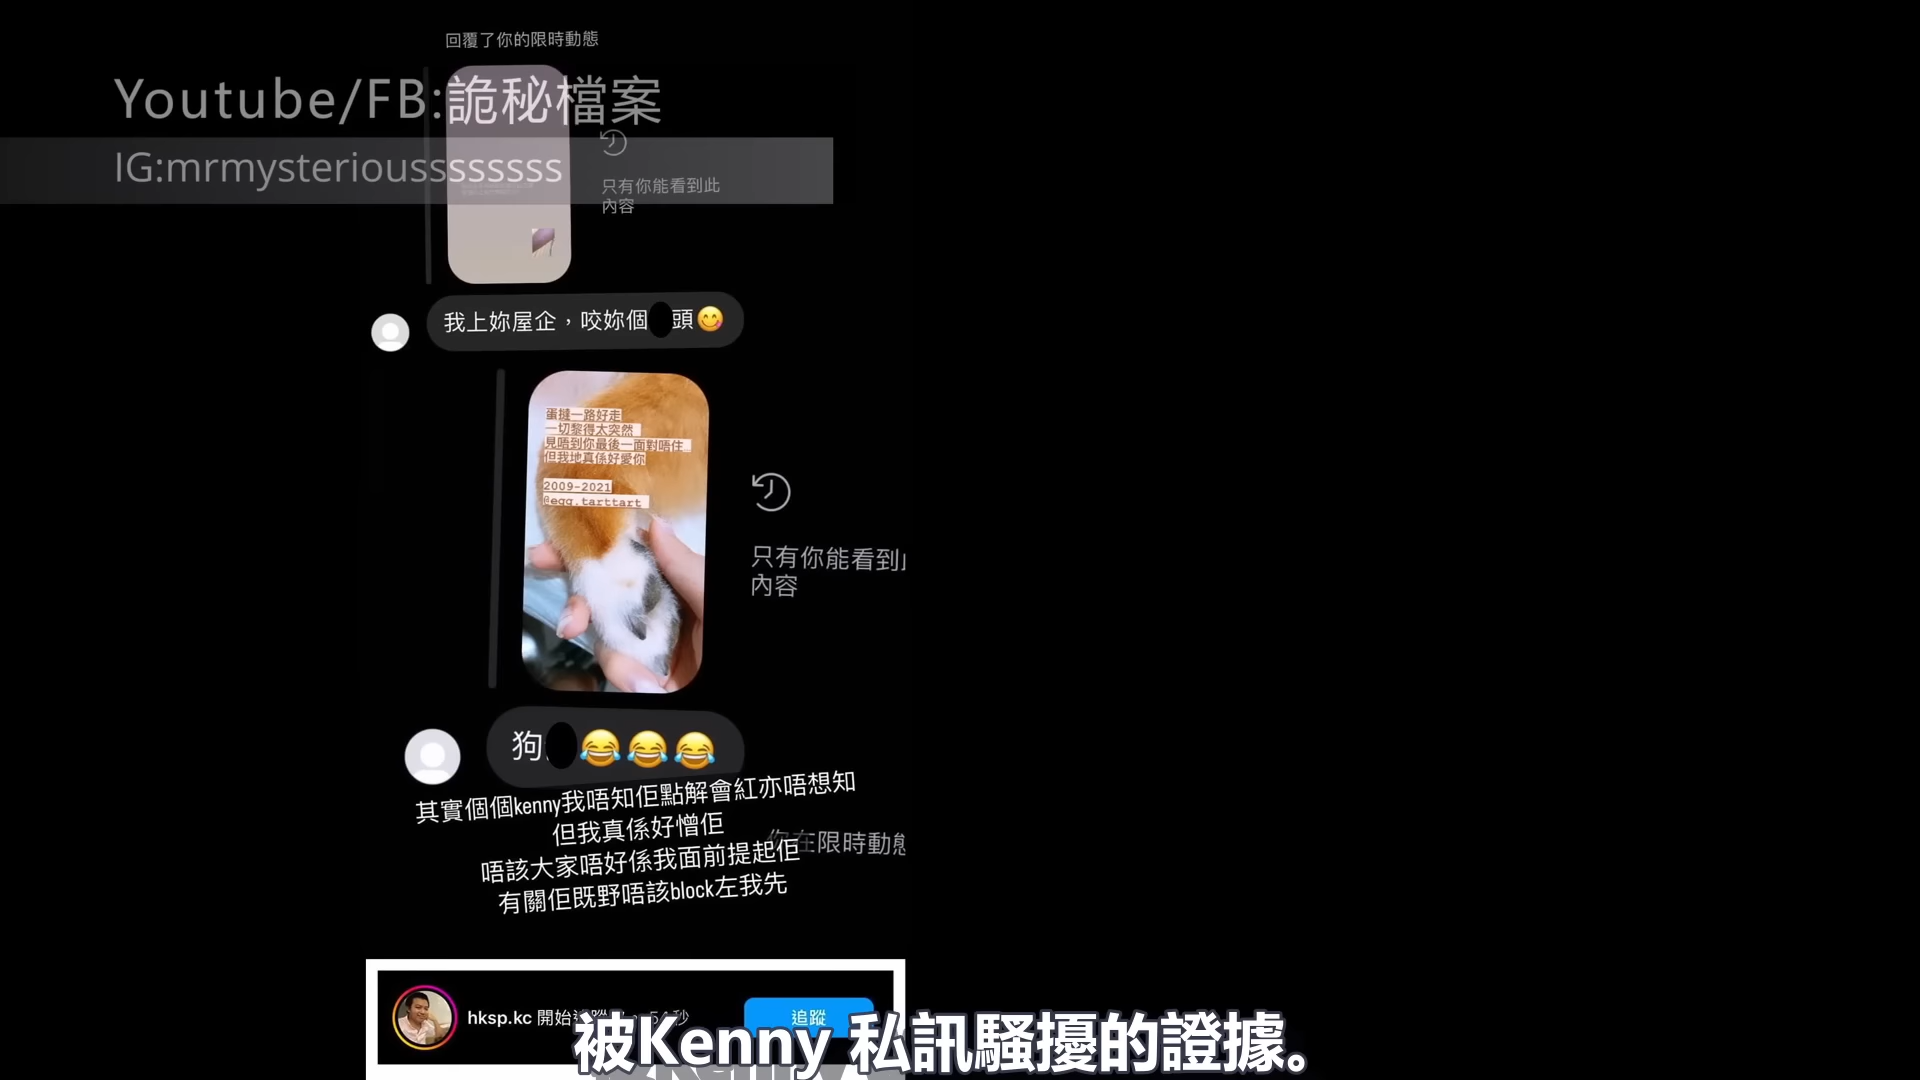 回覆了你的限時動態
Youtube/FB:詭秘檔案
IG:mrmysteriousssssssss
只有你能看到此
內容
我上妳屋企，咬妳個 頭😋
蛋撻一路好走
一切黎得太突然
見唔到你最後一面對唔住
但我地真係好愛你
2009-2021
@egg.tarttart
只有你能看到
內容
狗 😂😂😂
其實個個kenny我唔知佢點解會紅亦唔想知
但我真係好憎佢
唔該大家唔好係我面前提起佢
有關佢既野唔該block左我先
你在限時動態
hksp.kc 開始追蹤 54秒
追蹤
被Kenny 私訊騷擾的證據。